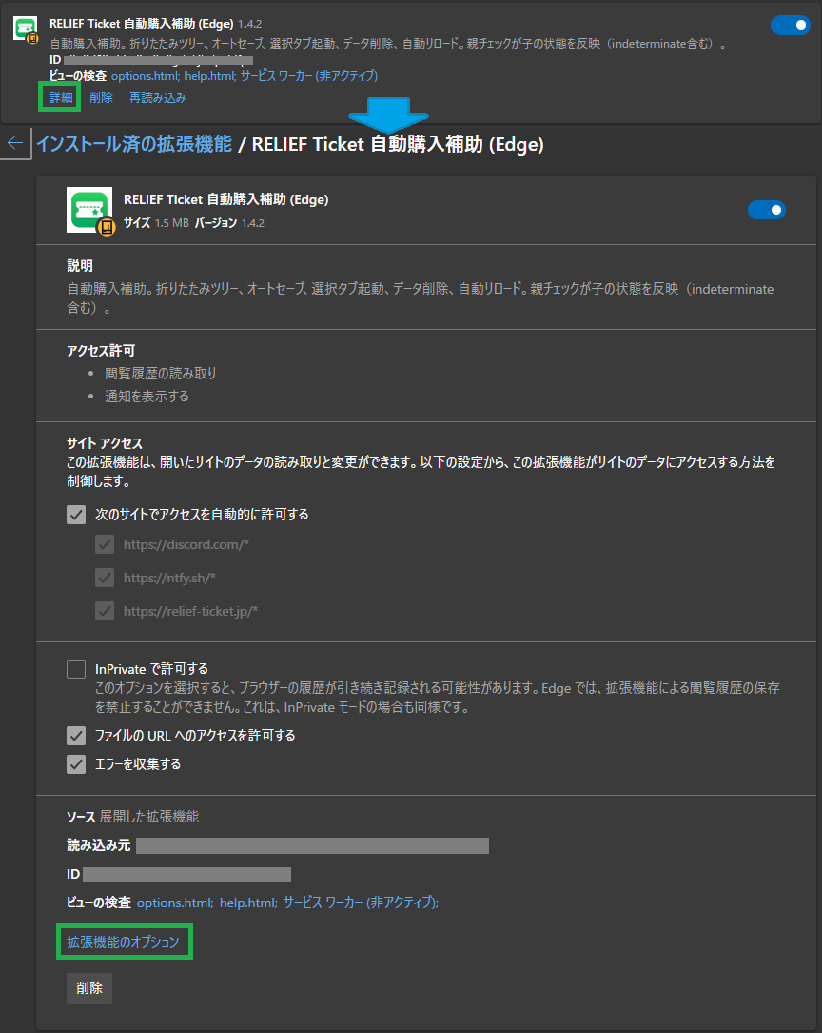 RELIEF Ticket 自動購入補助 (Edge) 1.4.2
自動購入補助。折りたたみツリー、オートセーブ、選択タブ起動、データ削除、自動リロード。親チェックが子の状態を反映（indeterminate含む）。
ID
ビューの検査 options.html; help.html; サービス ワーカー (非アクティブ)
詳細 削除 再読み込み
インストール済の拡張機能 / RELIEF Ticket 自動購入補助 (Edge)
RELIEF Ticket 自動購入補助 (Edge)
サイズ 1.5 MB バージョン 1.4.2
説明
自動購入補助。折りたたみツリー、オートセーブ、選択タブ起動、データ削除、自動リロード。親チェックが子の状態を反映（indeterminate
含む）。
アクセス許可
• 閲覧履歴の読み取り
• 通知を表示する
サイト アクセス
この拡張機能は、開いたサイトのデータの読み取りと変更ができます。以下の設定から、この拡張機能がサイトのデータにアクセスする方法を
制御します。
次のサイトでアクセスを自動的に許可する
https://discord.com/*
https://ntfy.sh/*
https://relief-ticket.jp/*
InPrivate で許可する
このオプションを選択すると、ブラウザーの履歴が引き続き記録される可能性があります。Edge では、拡張機能による閲覧履歴の保存
を禁止することができません。これは、InPrivate モードの場合も同様です。
ファイルの URL へのアクセスを許可する
エラーを収集する
ソース 展開した拡張機能
読み込み元
ID
ビューの検査 options.html; help.html; サービス ワーカー (非アクティブ);
拡張機能のオプション
削除